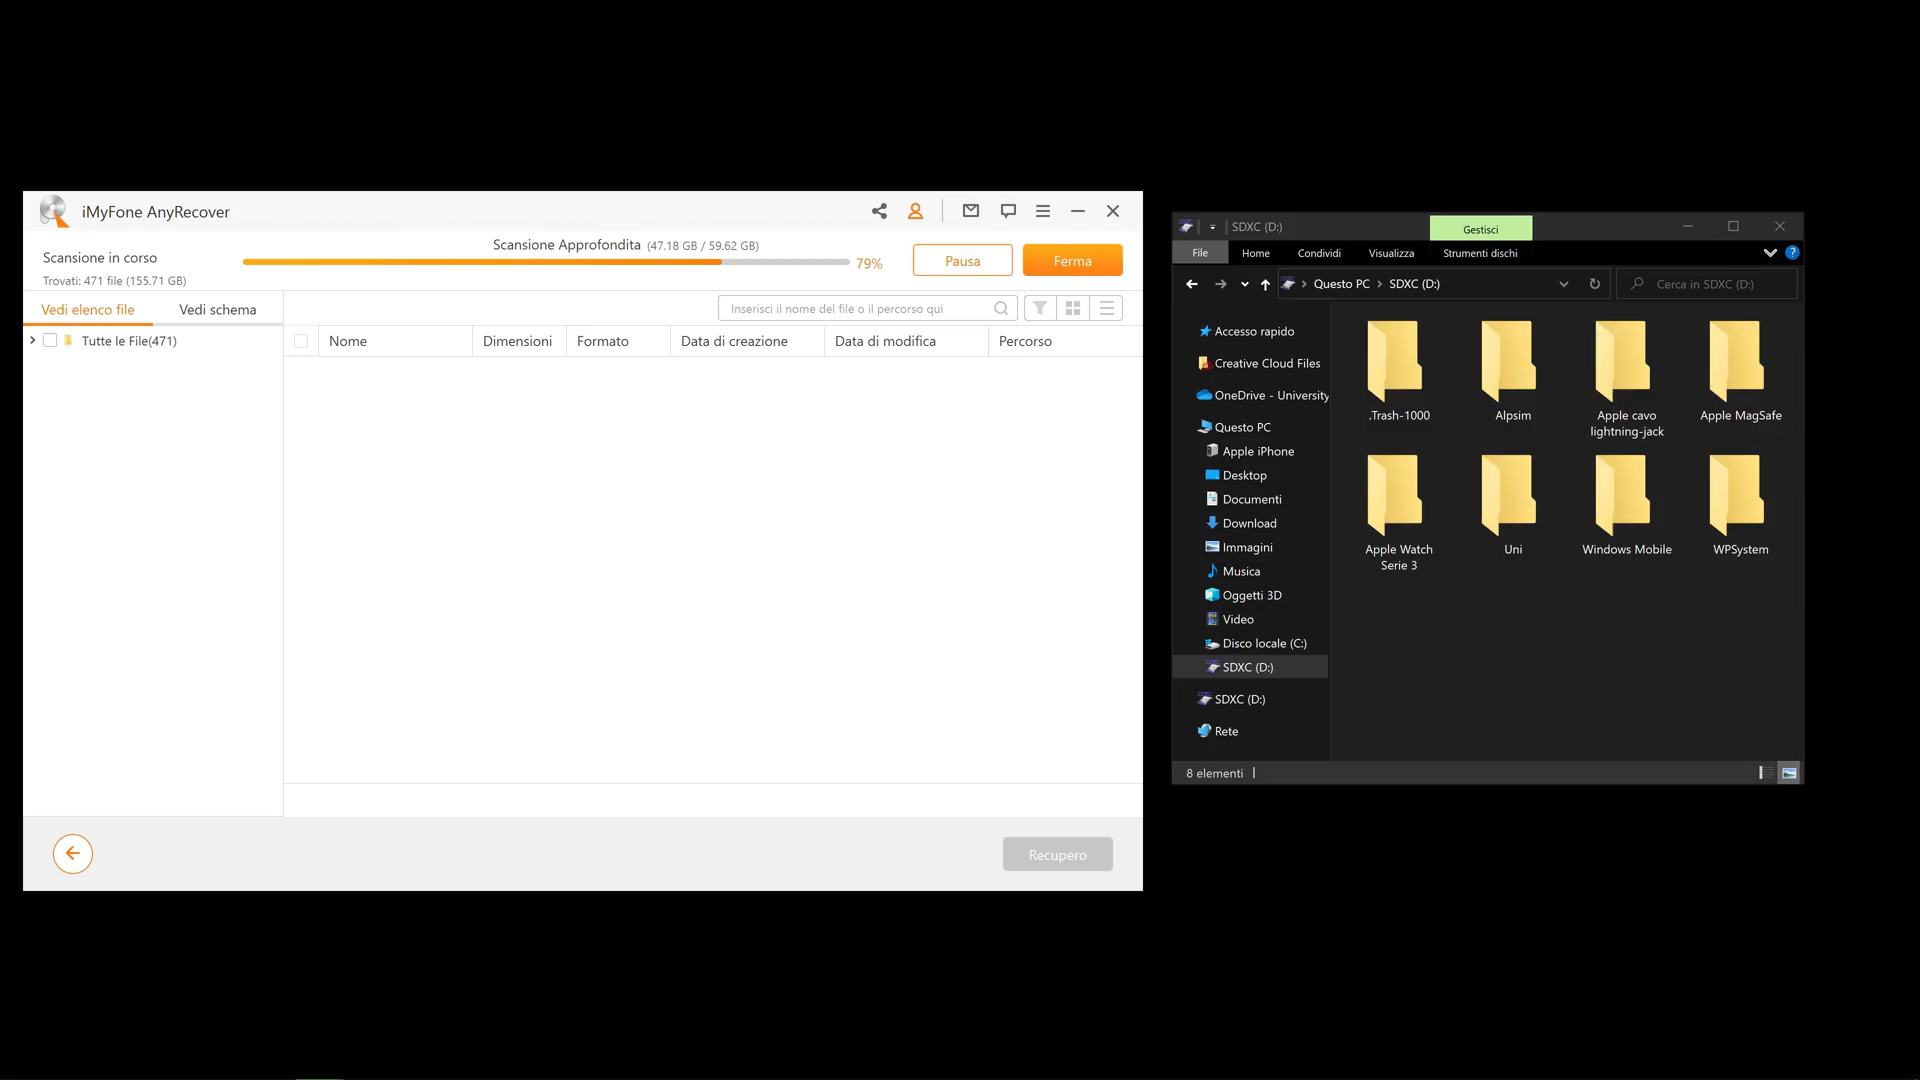 iMyFone AnyRecover
Scansione in corso
Trovati: 471 file (155.71 GB)
Scansione Approfondita (47.18 GB / 59.62 GB)
79%
Pausa
Ferma
Vedi elenco file
Vedi schema
Inserisci il nome del file o il percorso qui
Tutte le File(471)
Nome
Dimensioni
Formato
Data di creazione
Data di modifica
Percorso
Recupero
SDXC (D:)
Gestisci
File
Home
Condividi
Visualizza
Strumenti dischi
?
Questo PC
SDXC (D:)
Cerca in SDXC (D:)
Accesso rapido
Creative Cloud Files
OneDrive - University
Questo PC
Apple iPhone
Desktop
Documenti
Download
Immagini
Musica
Oggetti 3D
Video
Disco locale (C:)
SDXC (D:)
SDXC (D:)
Rete
.Trash-1000
Alpsim
Apple cavo
lightning-jack
Apple MagSafe
Apple Watch
Serie 3
Uni
Windows Mobile
WPSystem
8 elementi